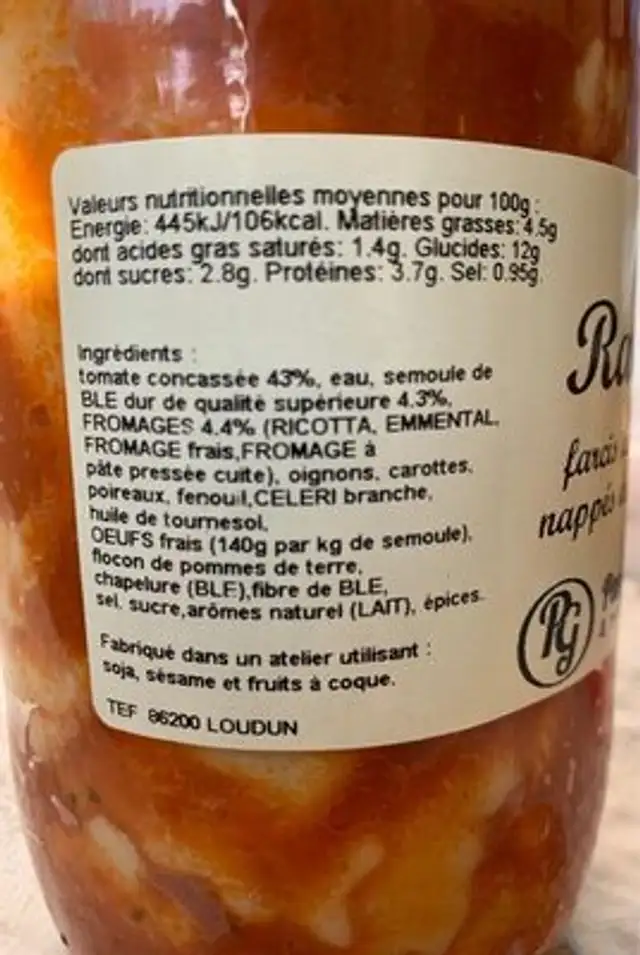 Valeurs nutritionnelles moyennes pour 100g :
Energie: 445kJ/106kcal. Matières grasses: 4.5g
dont acides gras saturés: 1.4g. Glucides: 12g
dont sucres: 2.8g. Protéines: 3.7g. Sel: 0.95g.
Ingrédients :
tomate concassée 43%, eau, semoule de
BLE dur de qualité supérieure 4.3%,
FROMAGES 4.4% (RICOTTA, EMMENTAL,
FROMAGE frais,FROMAGE à
pâte pressée cuite), oignons, carottes,
poireaux, fenouil,CELERI branche,
huile de tournesol,
OEUFS frais (140g par kg de semoule),
flocon de pommes de terre,
chapelure (BLE),fibre de BLE,
sel, sucre,arômes naturel (LAIT), épices.
Fabriqué dans un atelier utilisant :
soja, sésame et fruits à coque.
TEF 86200 LOUDUN
Ra
farcis
nappés
PG